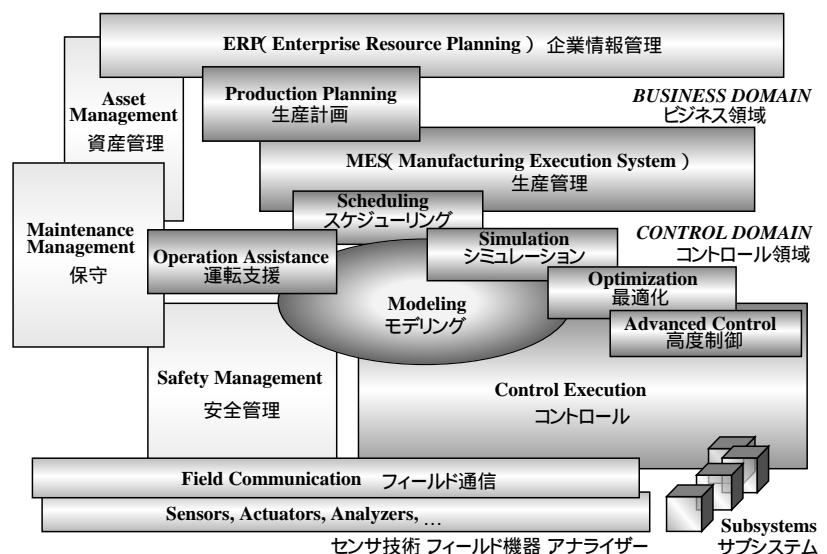 ERP( Enterprise Resource Planning ) 企業情報管理
Asset
Management
資産管理
Production Planning
生産計画
BUSINESS DOMAIN
ビジネス領域
MES( Manufacturing Execution System )
生産管理
Maintenance
Management
保守
Scheduling
スケジューリング
Operation Assistance
運転支援
Simulation
シミュレーション
CONTROL DOMAIN
コントロール領域
Optimization
最適化
Modeling
モデリング
Advanced Control
高度制御
Safety Management
安全管理
Control Execution
コントロール
Field Communication フィールド通信
Sensors, Actuators, Analyzers, …
センサ技術 フィールド機器 アナライザー
Subsystems
サブシステム